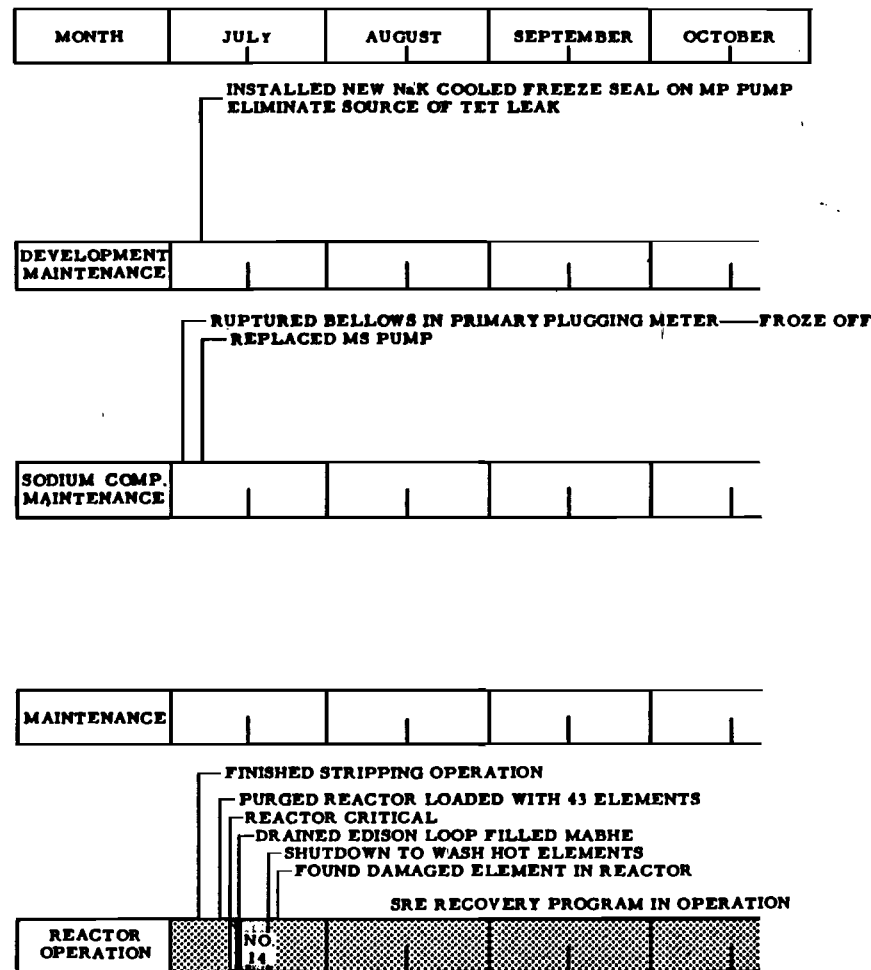 MONTH JULY AUGUST SEPTEMBER OCTOBER
INSTALLED NEW NaK COOLED FREEZE SEAL ON MP PUMP
ELIMINATE SOURCE OF TET LEAK
DEVELOPMENT
MAINTENANCE
RUPTURED BELLOWS IN PRIMARY PLUGGING METER——FROZE OFF
REPLACED MS PUMP
SODIUM COMP.
MAINTENANCE
MAINTENANCE
FINISHED STRIPPING OPERATION
PURGED REACTOR LOADED WITH 43 ELEMENTS
REACTOR CRITICAL
DRAINED EDISON LOOP FILLED MABHE
SHUTDOWN TO WASH HOT ELEMENTS
FOUND DAMAGED ELEMENT IN REACTOR
SRE RECOVERY PROGRAM IN OPERATION
REACTOR
OPERATION
NO.
14